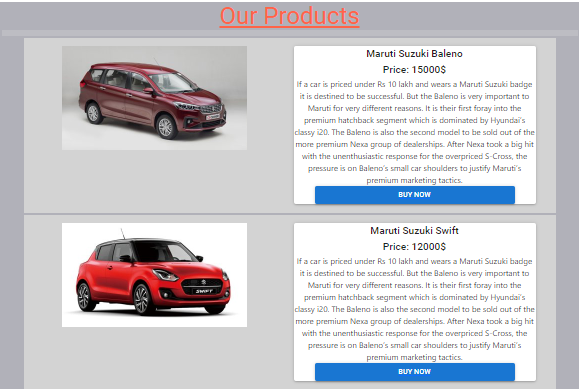 Our Products
Maruti Suzuki Baleno
Price: 15000$
If a car is priced under Rs 10 lakh and wears a Maruti Suzuki badge
it is destined to be successful. But the Baleno is very important to
Maruti for very different reasons. It is their first foray into the
premium hatchback segment which is dominated by Hyundai's
classy i20. The Baleno is also the second model to be sold out of the
more premium Nexa group of dealerships. After Nexa took a big hit
with the unenthusiastic response for the overpriced S-Cross, the
pressure is on Baleno's small car shoulders to justify Maruti's
premium marketing tactics.
BUY NOW
SWIFT
Maruti Suzuki Swift
Price: 12000$
If a car is priced under Rs 10 lakh and wears a Maruti Suzuki badge
it is destined to be successful. But the Baleno is very important to
Maruti for very different reasons. It is their first foray into the
premium hatchback segment which is dominated by Hyundai's
classy i20. The Baleno is also the second model to be sold out of the
more premium Nexa group of dealerships. After Nexa took a big hit
with the unenthusiastic response for the overpriced S-Cross, the
pressure is on Baleno's small car shoulders to justify Maruti's
premium marketing tactics.
BUY NOW